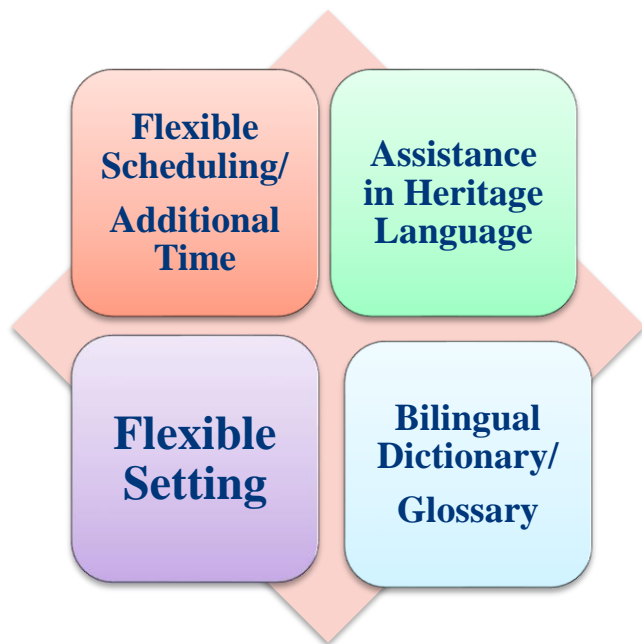 Flexible
Scheduling/
Additional
Time
Assistance
in Heritage
Language
Flexible
Setting
Bilingual
Dictionary/
Glossary